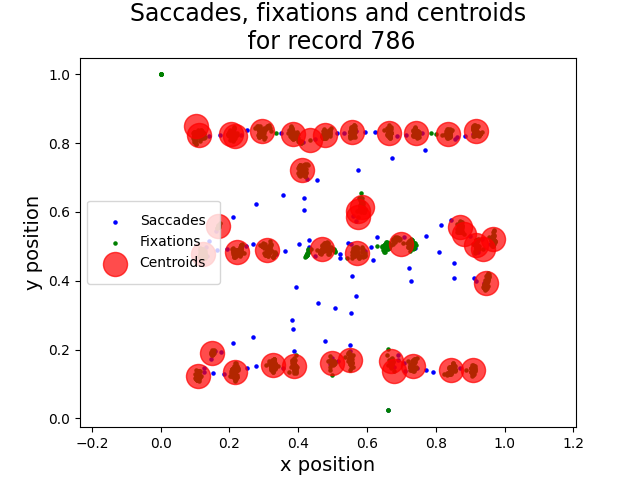 Saccades, fixations and centroids
for record 786
y position
1.0
0.8
0.6
0.4
0.2
0.0
Saccades
Fixations
Centroids
−0.2 0.0 0.2 0.4 0.6 0.8 1.0 1.2
x position